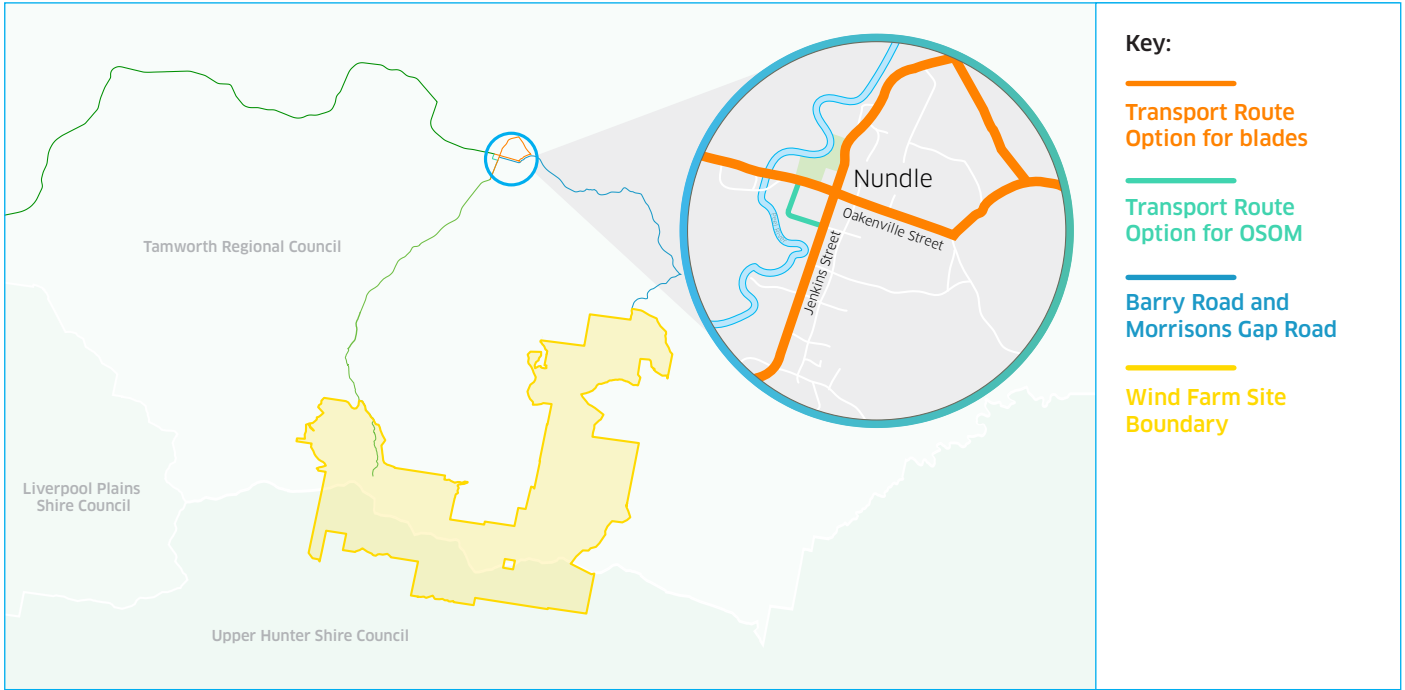 Tamworth Regional Council
Liverpool Plains
Shire Council
Upper Hunter Shire Council
Nundle
Oakenville Street
Jenkins Street
Key:
Transport Route
Option for blades
Transport Route
Option for OSOM
Barry Road and
Morrisons Gap Road
Wind Farm Site
Boundary